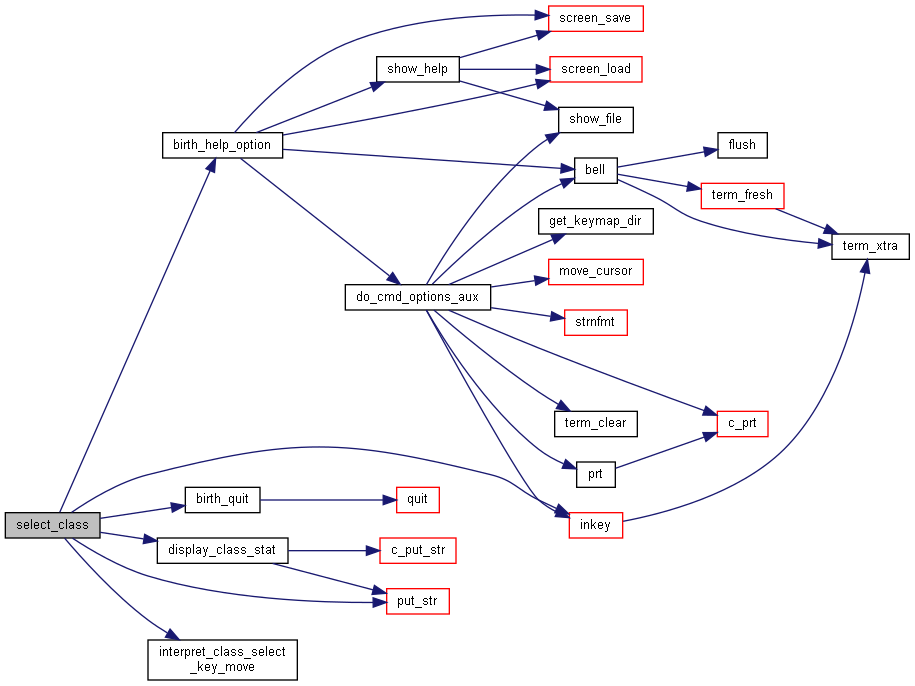 screen_save
show_help
screen_load
show_file
birth_help_option
flush
bell
term_fresh
get_keymap_dir
term_xtra
move_cursor
do_cmd_options_aux
strnfmt
term_clear
c_prt
prt
birth_quit
quit
select_class
inkey
display_class_stat
c_put_str
put_str
interpret_class_select
_key_move